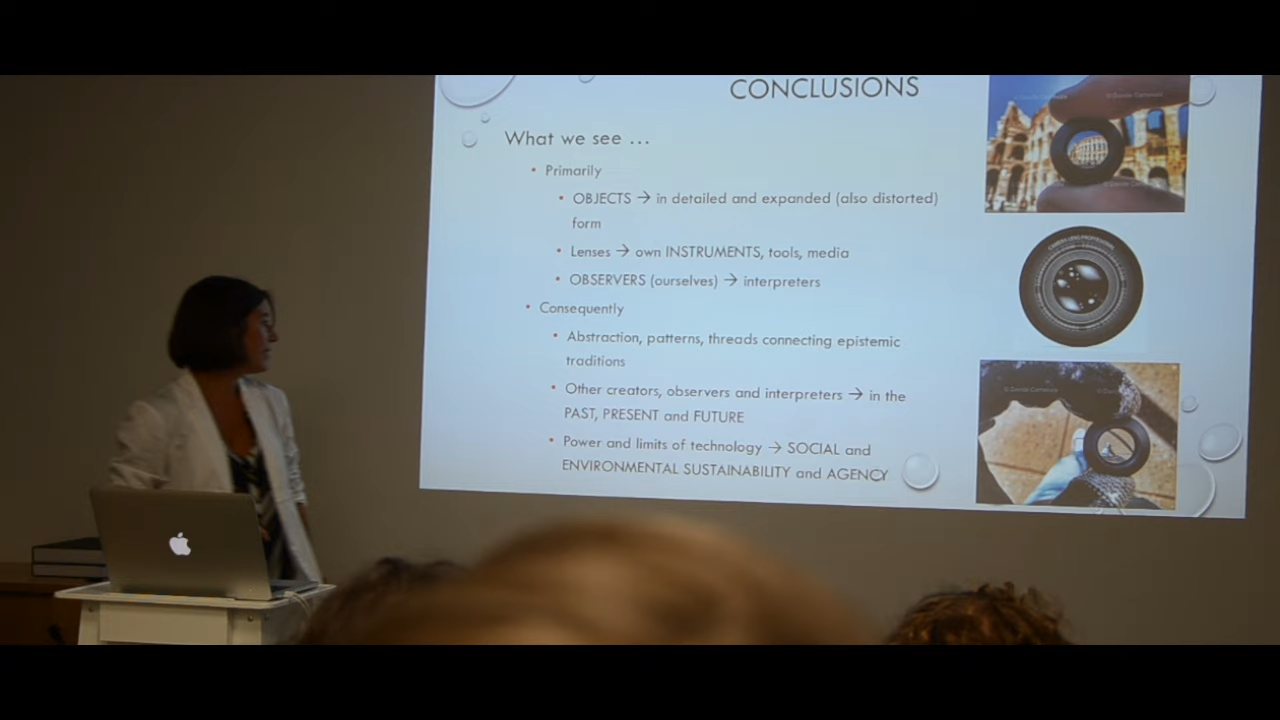 CONCLUSIONS
What we see ...
• Primarily
• OBJECTS → in detailed and expanded (also distorted)
form
• Lenses → own INSTRUMENTS, tools, media
• OBSERVERS (ourselves) → interpreters
• Consequently
• Abstraction, patterns, threads connecting epistemic
traditions
• Other creators, observers and interpreters → in the
PAST, PRESENT and FUTURE
• Power and limits of technology → SOCIAL and
ENVIRONMENTAL SUSTAINABILITY and AGENCY